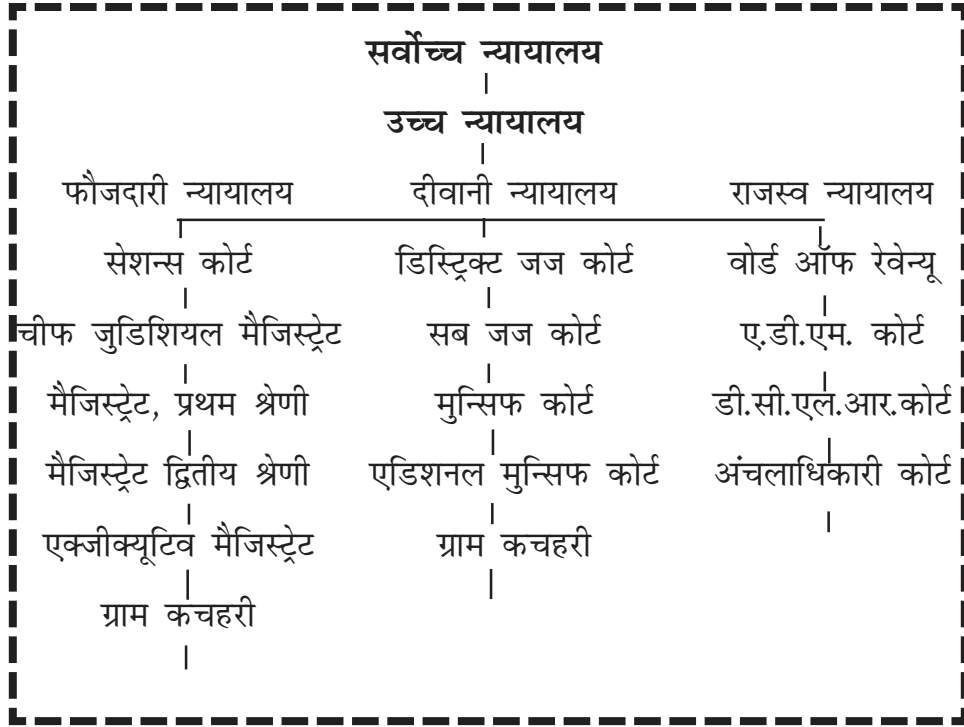 सर्वोच्च न्यायालय
उच्च न्यायालय
फौजदारी न्यायालय दीवानी न्यायालय राजस्व न्यायालय
सेशन्स कोर्ट डिस्ट्रिक्ट जज कोर्ट वोर्ड ऑफ रेवेन्यू
चीफ जुडिशियल मैजिस्ट्रेट सब जज कोर्ट ए.डी.एम. कोर्ट
मैजिस्ट्रेट, प्रथम श्रेणी मुन्सिफ कोर्ट डी.सी.एल.आर.कोर्ट
मैजिस्ट्रेट द्वितीय श्रेणी एडिशनल मुन्सिफ कोर्ट अंचलाधिकारी कोर्ट
एक्जीक्यूटिव मैजिस्ट्रेट ग्राम कचहरी
ग्राम कचहरी